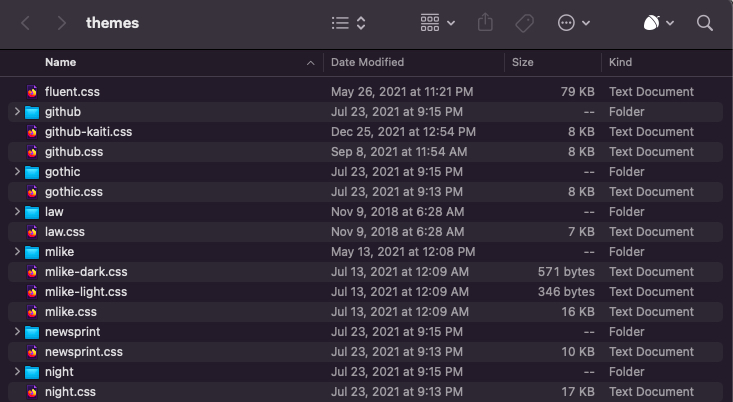 themes
Name Date Modified Size Kind
fluent.css May 26, 2021 at 11:21 PM 79 KB Text Document
github Jul 23, 2021 at 9:15 PM -- Folder
github-kaiti.css Dec 25, 2021 at 12:54 PM 8 KB Text Document
github.css Sep 8, 2021 at 11:54 AM 8 KB Text Document
gothic Jul 23, 2021 at 9:15 PM -- Folder
gothic.css Jul 23, 2021 at 9:13 PM 8 KB Text Document
law Nov 9, 2018 at 6:28 AM -- Folder
law.css Nov 9, 2018 at 6:28 AM 7 KB Text Document
mlike May 13, 2021 at 12:08 PM -- Folder
mlike-dark.css Jul 13, 2021 at 12:09 AM 571 bytes Text Document
mlike-light.css Jul 13, 2021 at 12:09 AM 346 bytes Text Document
mlike.css Jul 13, 2021 at 12:09 AM 16 KB Text Document
newsprint Jul 23, 2021 at 9:15 PM -- Folder
newsprint.css Jul 23, 2021 at 9:13 PM 10 KB Text Document
night Jul 23, 2021 at 9:15 PM -- Folder
night.css Jul 23, 2021 at 9:13 PM 17 KB Text Document